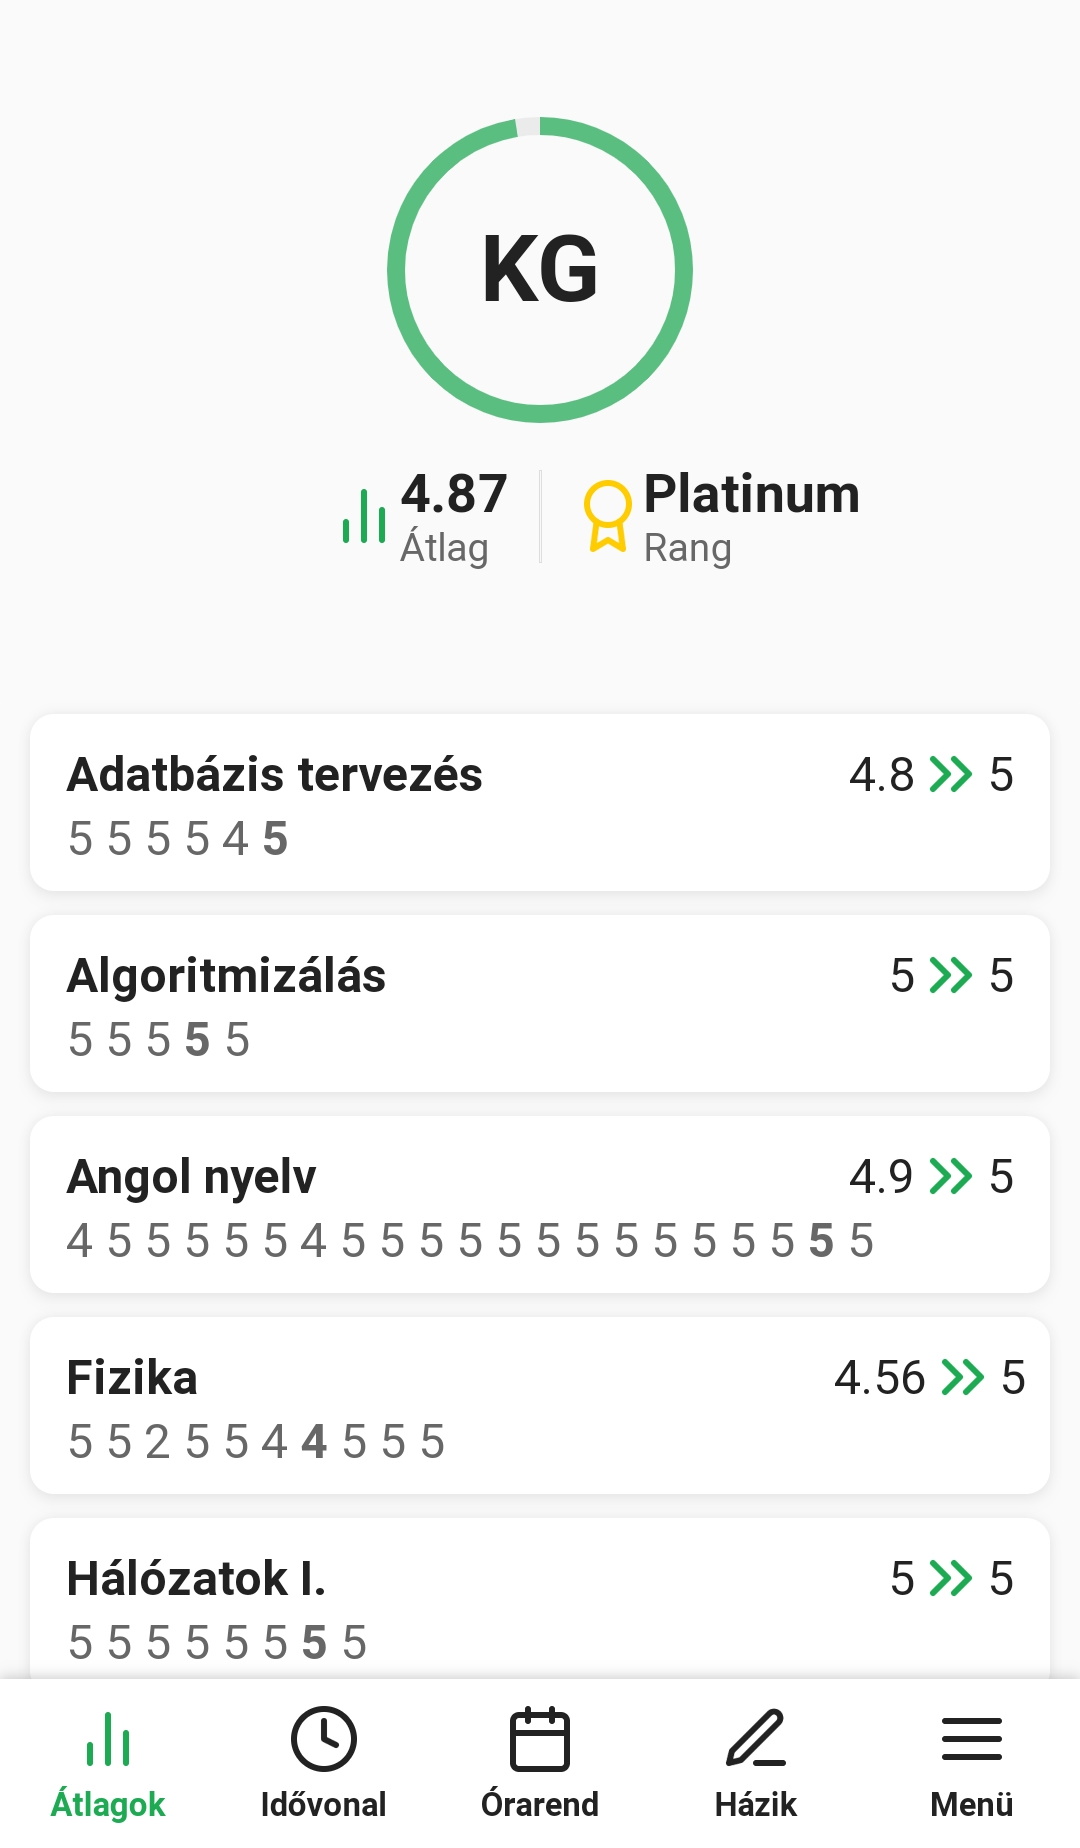 KG
4.87
Átlag
Platinum
Rang
Adatbázis tervezés 4.8 5
5 5 5 5 4 5
Algoritmizálás 5 5
5 5 5 5 5
Angol nyelv 4.9 5
4 5 5 5 5 5 4 5 5 5 5 5 5 5 5 5 5 5 5 5 5
Fizika 4.56 5
5 5 2 5 5 4 4 5 5 5
Hálózatok I. 5 5
5 5 5 5 5 5 5 5
Átlagok Idővonal Órarend Házik Menü